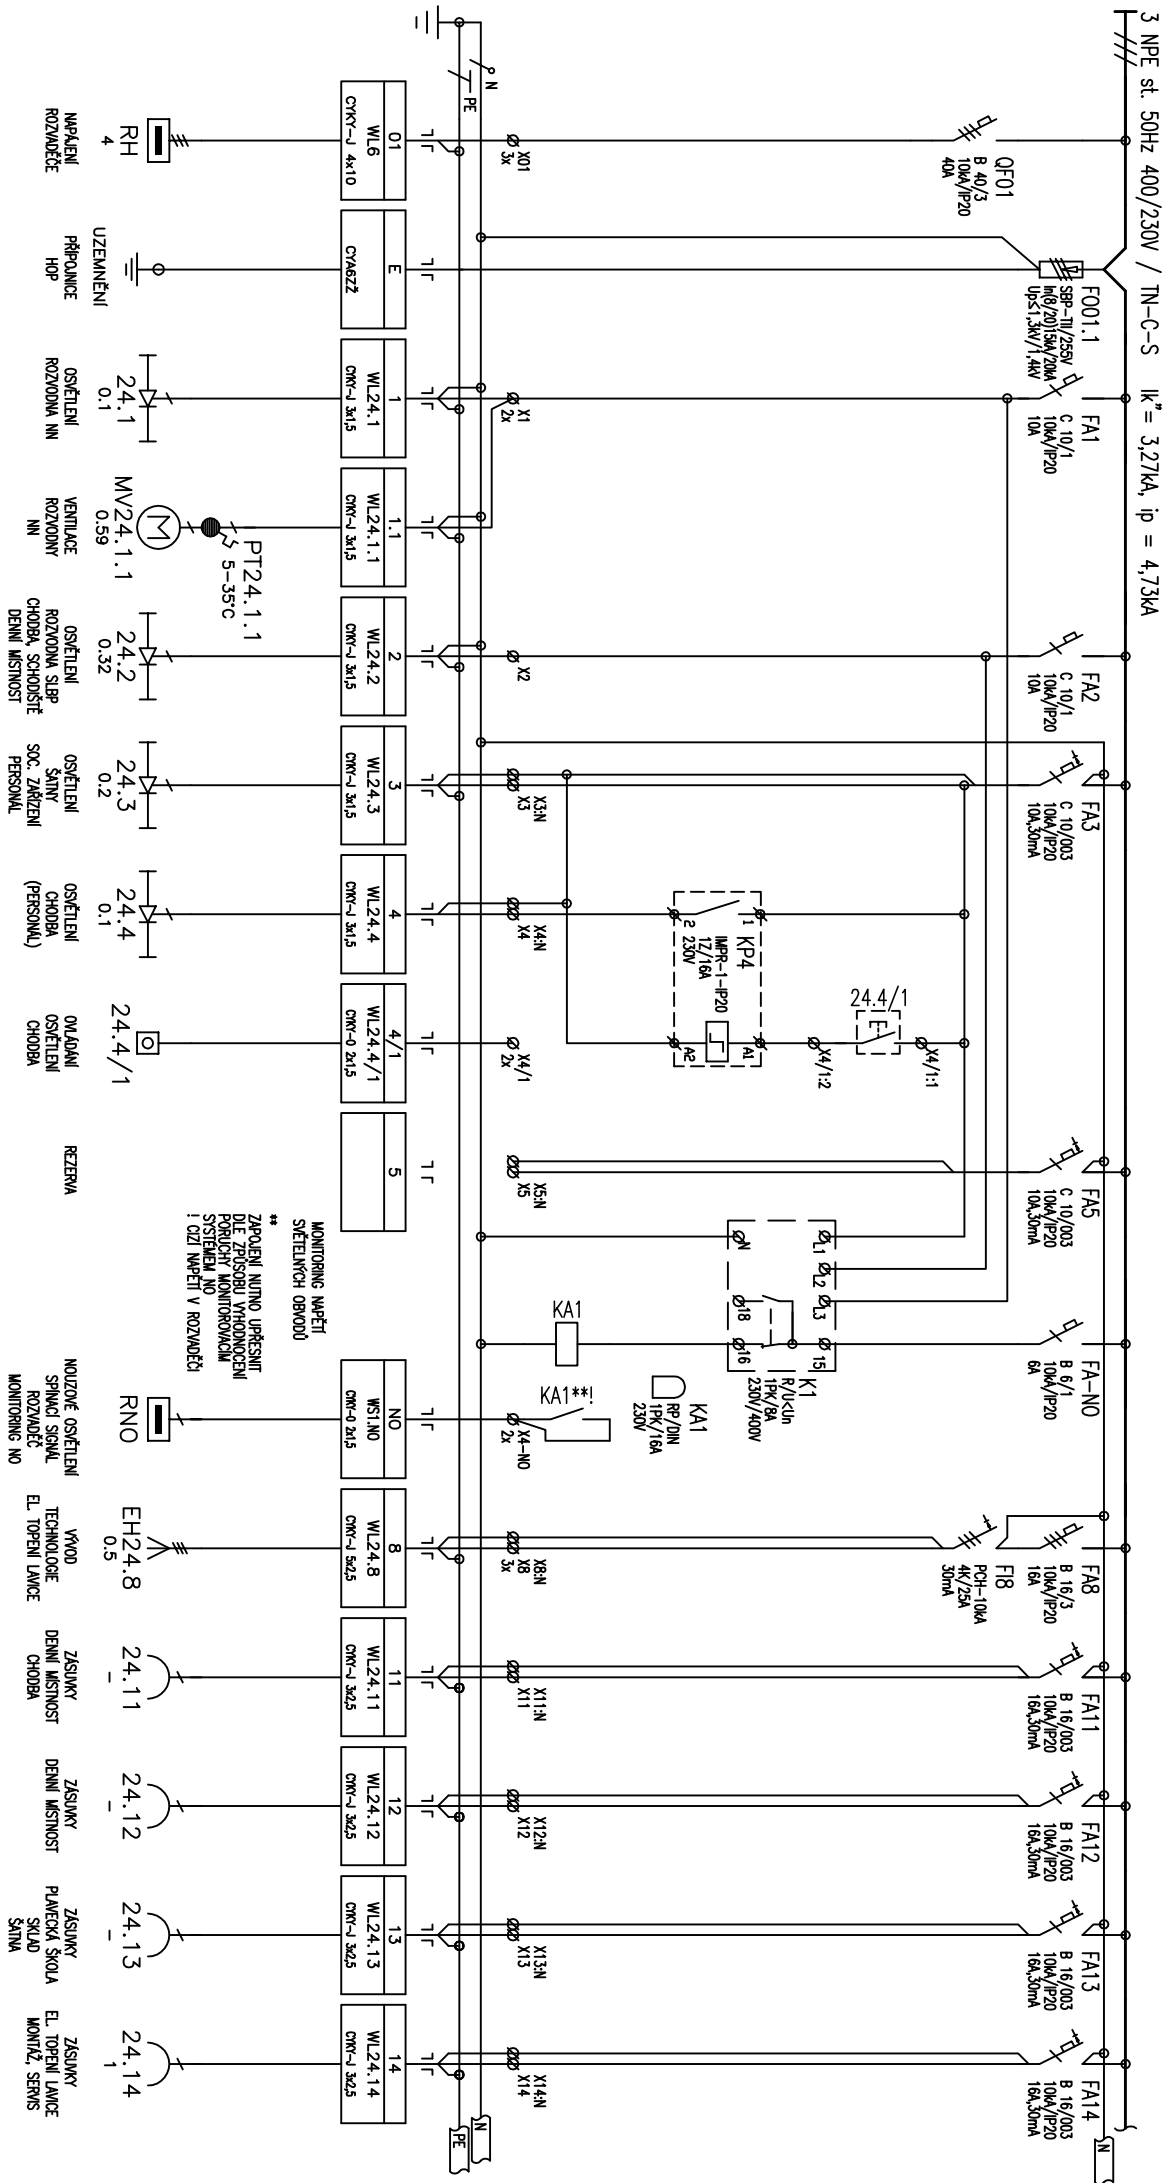 3 NPE st. 50Hz 400/230V / TN-C-S Ik"= 3,27kA, ip = 4,73kA
QF01
B 40/3
10kA/IP20
40A
F001.1
SBP-TII/255V
In(8/20)15kA/20kA
Up≤1,3kV/1,4kV
FA1
C 10/1
10kA/IP20
10A
FA2
C 10/1
10kA/IP20
10A
FA3
C 10/003
10kA/IP20
10A,30mA
FA5
C 10/003
10kA/IP20
10A,30mA
FA-NO
B 6/1
10kA/IP20
6A
FA8
B 16/3
10kA/IP20
16A
FI8
PCH-10kA
4K/25A
30mA
FA11
B 16/003
10kA/IP20
16A,30mA
FA12
B 16/003
10kA/IP20
16A,30mA
FA13
B 16/003
10kA/IP20
16A,30mA
FA14
B 16/003
10kA/IP20
16A,30mA
N
24.4/1
X4/1:1
X4/1:2
KP4
IMPR-1-IP20
1Z/16A
230V
1
2
A1
A2
L1
L2
L3
15
N
18
16
K1
R/U<Un
1PK/8A
230V/400V
KA1
KA1
RP/DIN
1PK/16A
230V
KA1**!
X01
3x
X1
2x
X2
X3:N
X3
X4:N
X4
X4/1
2x
X5:N
X5
X4-NO
2x
X8:N
X8
3x
X11:N
X11
X12:N
X12
X13:N
X13
X14:N
X14
N
PE
N
PE
01
WL6
CYKY-J 4x10
E
CYA6ZŽ
1
WL24.1
CYKY-J 3x1,5
1.1
WL24.1.1
CYKY-J 3x1,5
2
WL24.2
CYKY-J 3x1,5
3
WL24.3
CYKY-J 3x1,5
4
WL24.4
CYKY-J 3x1,5
4/1
WL24.4/1
CYKY-O 2x1,5
5
NO
WS1.NO
CYKY-O 2x1,5
8
WL24.8
CYKY-J 5x2,5
11
WL24.11
CYKY-J 3x2,5
12
WL24.12
CYKY-J 3x2,5
13
WL24.13
CYKY-J 3x2,5
14
WL24.14
CYKY-J 3x2,5
MONITORING NAPĚTÍ
SVĚTELNÝCH OBVODŮ
**
ZAPOJENÍ NUTNO UPŘESNIT
DLE ZPŮSOBU VYHODNOCENÍ
PORUCHY MONITOROVACÍM
SYSTÉMEM NO
! CIZÍ NAPĚTÍ V ROZVADĚČI
PT24.1.1
5-35°C
M
RH
4
UZEMNĚNÍ
24.1
0.1
MV24.1.1
0.59
24.2
0.32
24.3
0.2
24.4
0.1
24.4/1
RNO
EH24.8
0.5
24.11
-
24.12
-
24.13
-
24.14
1
NAPÁJENÍ
ROZVADĚČE
PŘÍPOJNICE
HOP
OSVĚTLENÍ
ROZVODNA NN
VENTILACE
ROZVODNY
NN
OSVĚTLENÍ
ROZVODNA SLBP
CHODBA, SCHODIŠTĚ
DENNÍ MÍSTNOST
OSVĚTLENÍ
ŠATNY
SOC. ZAŘÍZENÍ
PERSONÁL
OSVĚTLENÍ
CHODBA
(PERSONÁL)
OVLÁDÁNÍ
OSVĚTLENÍ
CHODBA
REZERVA
NOUZOVÉ OSVĚTLENÍ
SPÍNACÍ SIGNÁL
ROZVADĚČ
MONITORING NO
VÝVOD
TECHNOLOGIE
EL. TOPENÍ LAVICE
ZÁSUVKY
DENNÍ MÍSTNOST
CHODBA
ZÁSUVKY
DENNÍ MÍSTNOST
ZÁSUVKY
PLAVECKÁ ŠKOLA
SKLAD
ŠATNA
ZÁSUVKY
EL. TOPENÍ LAVICE
MONTÁŽ, SERVIS